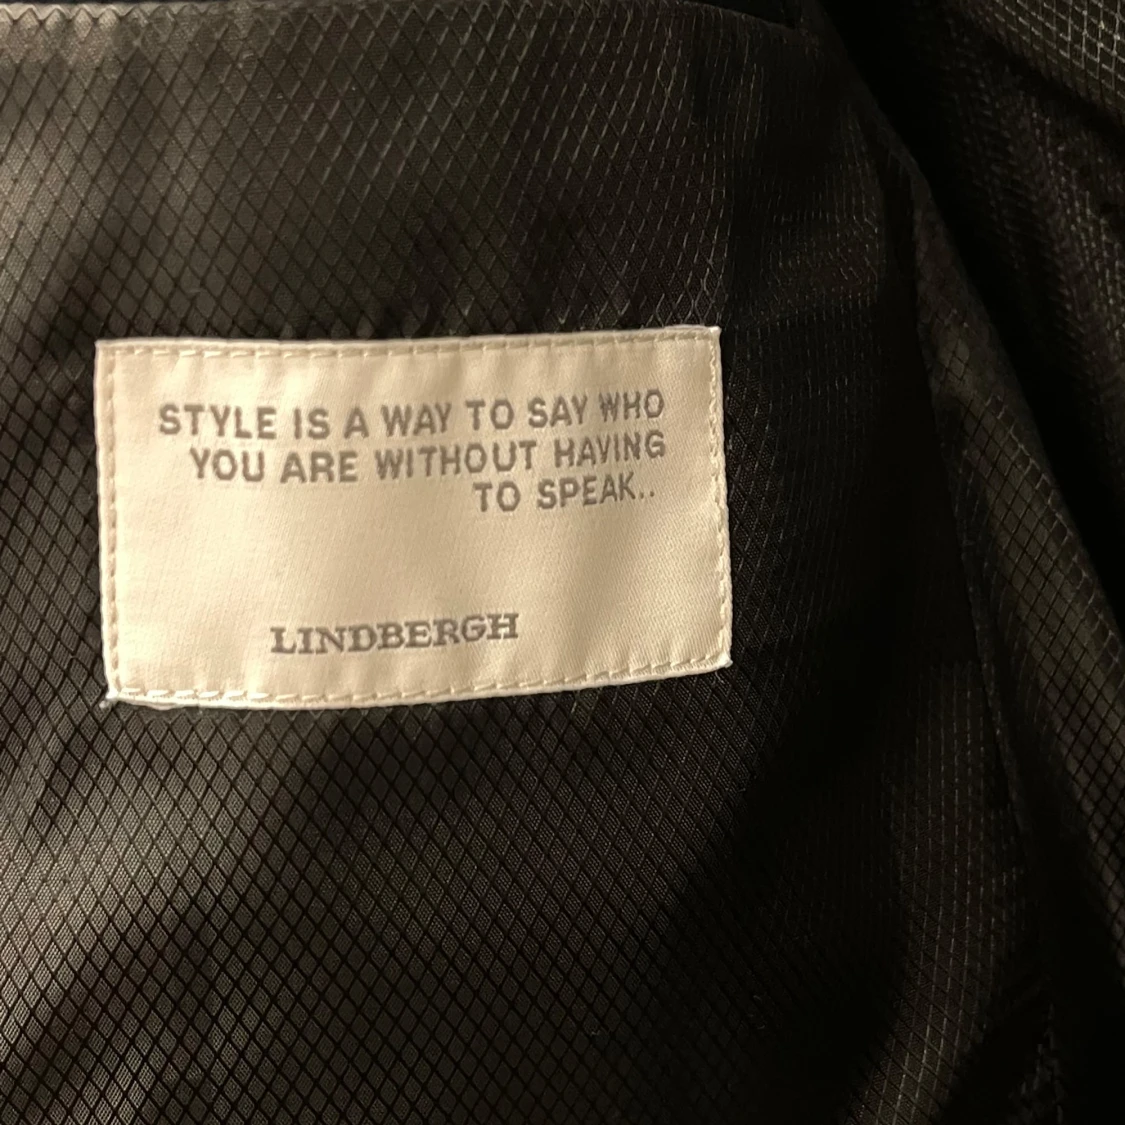 STYLE IS A WAY TO SAY WHO
YOU ARE WITHOUT HAVING
TO SPEAK..
LINDBERGH